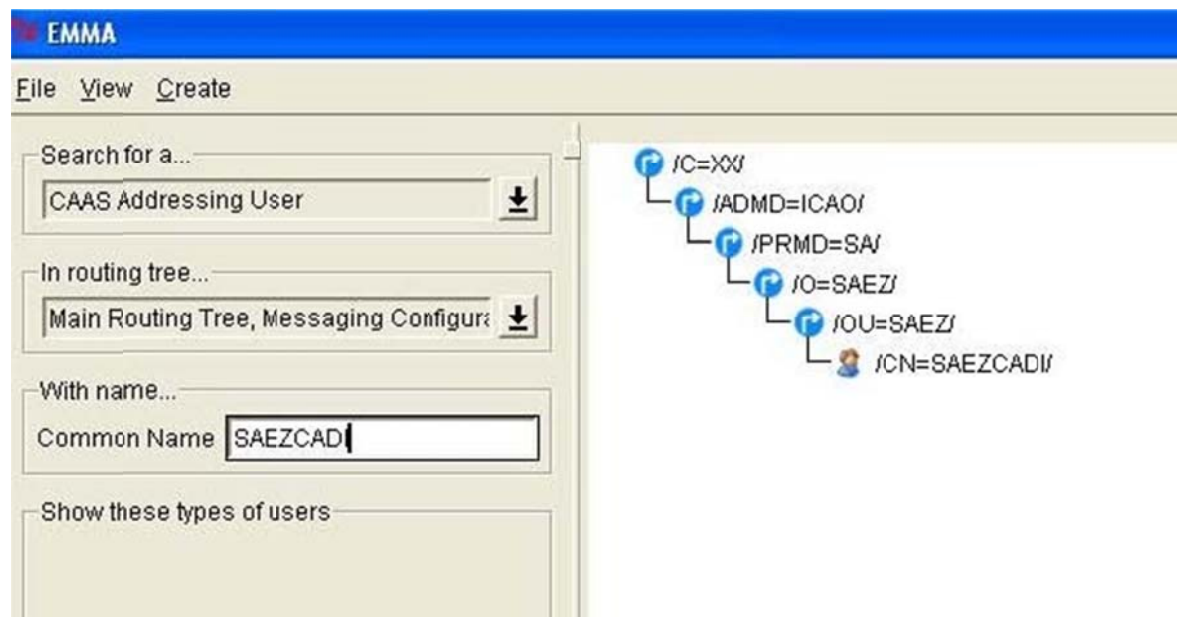 EMMA
File View Create
Search for a...
CAAS Addressing User
In routing tree...
Main Routing Tree, Messaging Configura
With name...
Common Name SAEZCADI
Show these types of users
/C=XX/
/ADMD=ICAO/
/PRMD=SA/
/O=SAEZ/
/OU=SAEZ/
/CN=SAEZCADI/